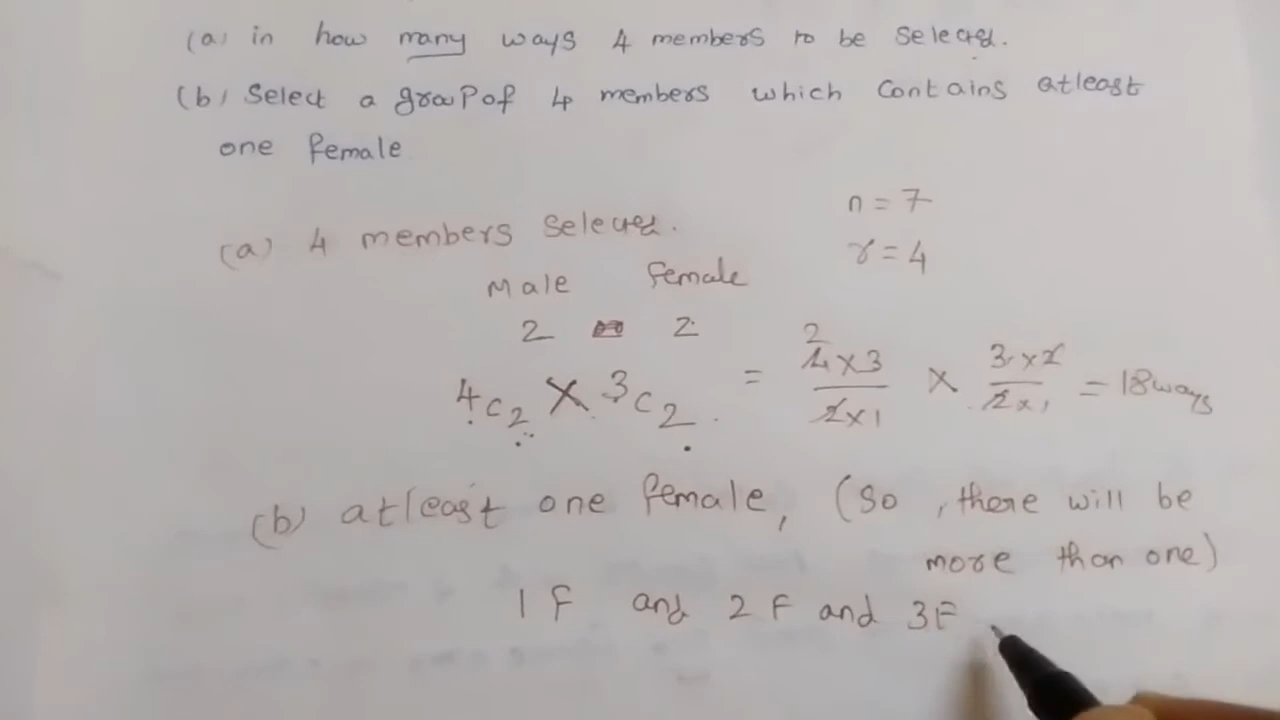 (a) in how many ways 4 members to be selected.
(b) Select a group of 4 members which contains atleast
one female
(a) 4 members selected.
n = 7
r = 4
Male female
2 2
4c2 × 3c2 = 2 4×3/2×1 × 3×2/2×1 = 18 ways
(b) atleast one female, (so, there will be
more than one)
1 F and 2 F and 3F